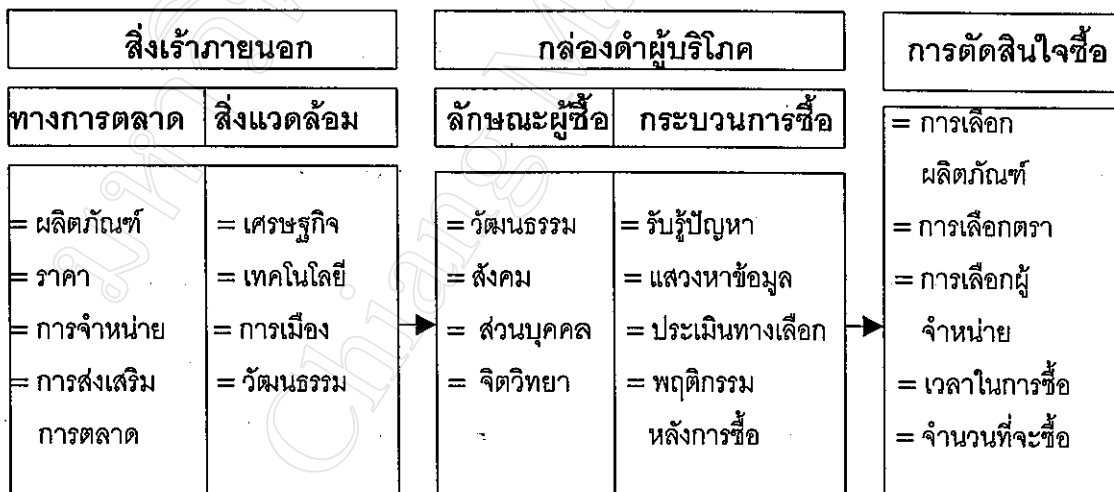 สิ่งเร้าภายนอก
ทางการตลาด
= ผลิตภัณฑ์
= ราคา
= การจำหน่าย
= การส่งเสริม
การตลาด
สิ่งแวดล้อม
= เศรษฐกิจ
= เทคโนโลยี
= การเมือง
= วัฒนธรรม
กล่องดำผู้บริโภค
ลักษณะผู้ซื้อ
= วัฒนธรรม
= สังคม
= ส่วนบุคคล
= จิตวิทยา
กระบวนการซื้อ
= รับรู้ปัญหา
= แสวงหาข้อมูล
= ประเมินทางเลือก
= พฤติกรรม
หลังการซื้อ
การตัดสินใจซื้อ
= การเลือก
ผลิตภัณฑ์
= การเลือกตรา
= การเลือกผู้
จำหน่าย
= เวลาในการซื้อ
= จำนวนที่จะซื้อ
Chiang Ma